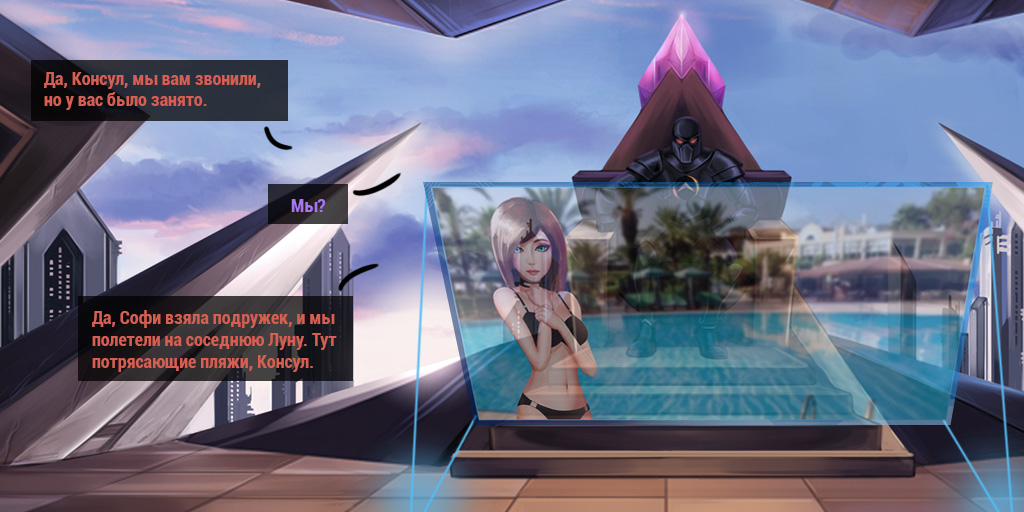 Да, Консул, мы вам звонили,
но у вас было занято.
Мы?
Да, Софи взяла подружек, и мы
полетели на соседнюю Луну. Тут
потрясающие пляжи, Консул.